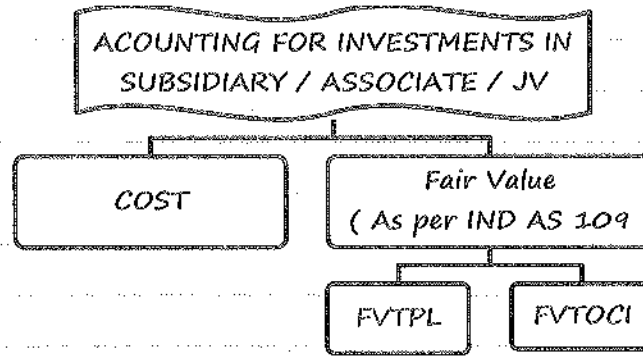 ACOUNTING FOR INVESTMENTS IN
SUBSIDIARY / ASSOCIATE / JV
COST
Fair Value
( As per IND AS 109
FVTPL
FVTOCI